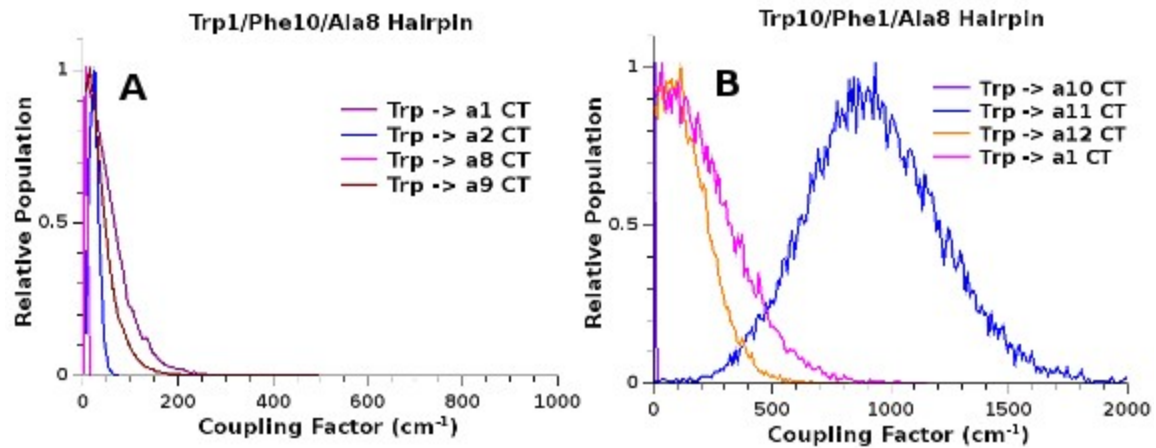 Trp1/Phe10/Ala8 Hairpin
A
Trp -> a1 CT
Trp -> a2 CT
Trp -> a8 CT
Trp -> a9 CT
Relative Population
1
0.5
0
0 200 400 600 800 1000
Coupling Factor (cm⁻¹)
Trp10/Phe1/Ala8 Hairpin
B
Trp -> a10 CT
Trp -> a11 CT
Trp -> a12 CT
Trp -> a1 CT
Relative Population
1
0.5
0
0 500 1000 1500 2000
Coupling Factor (cm⁻¹)